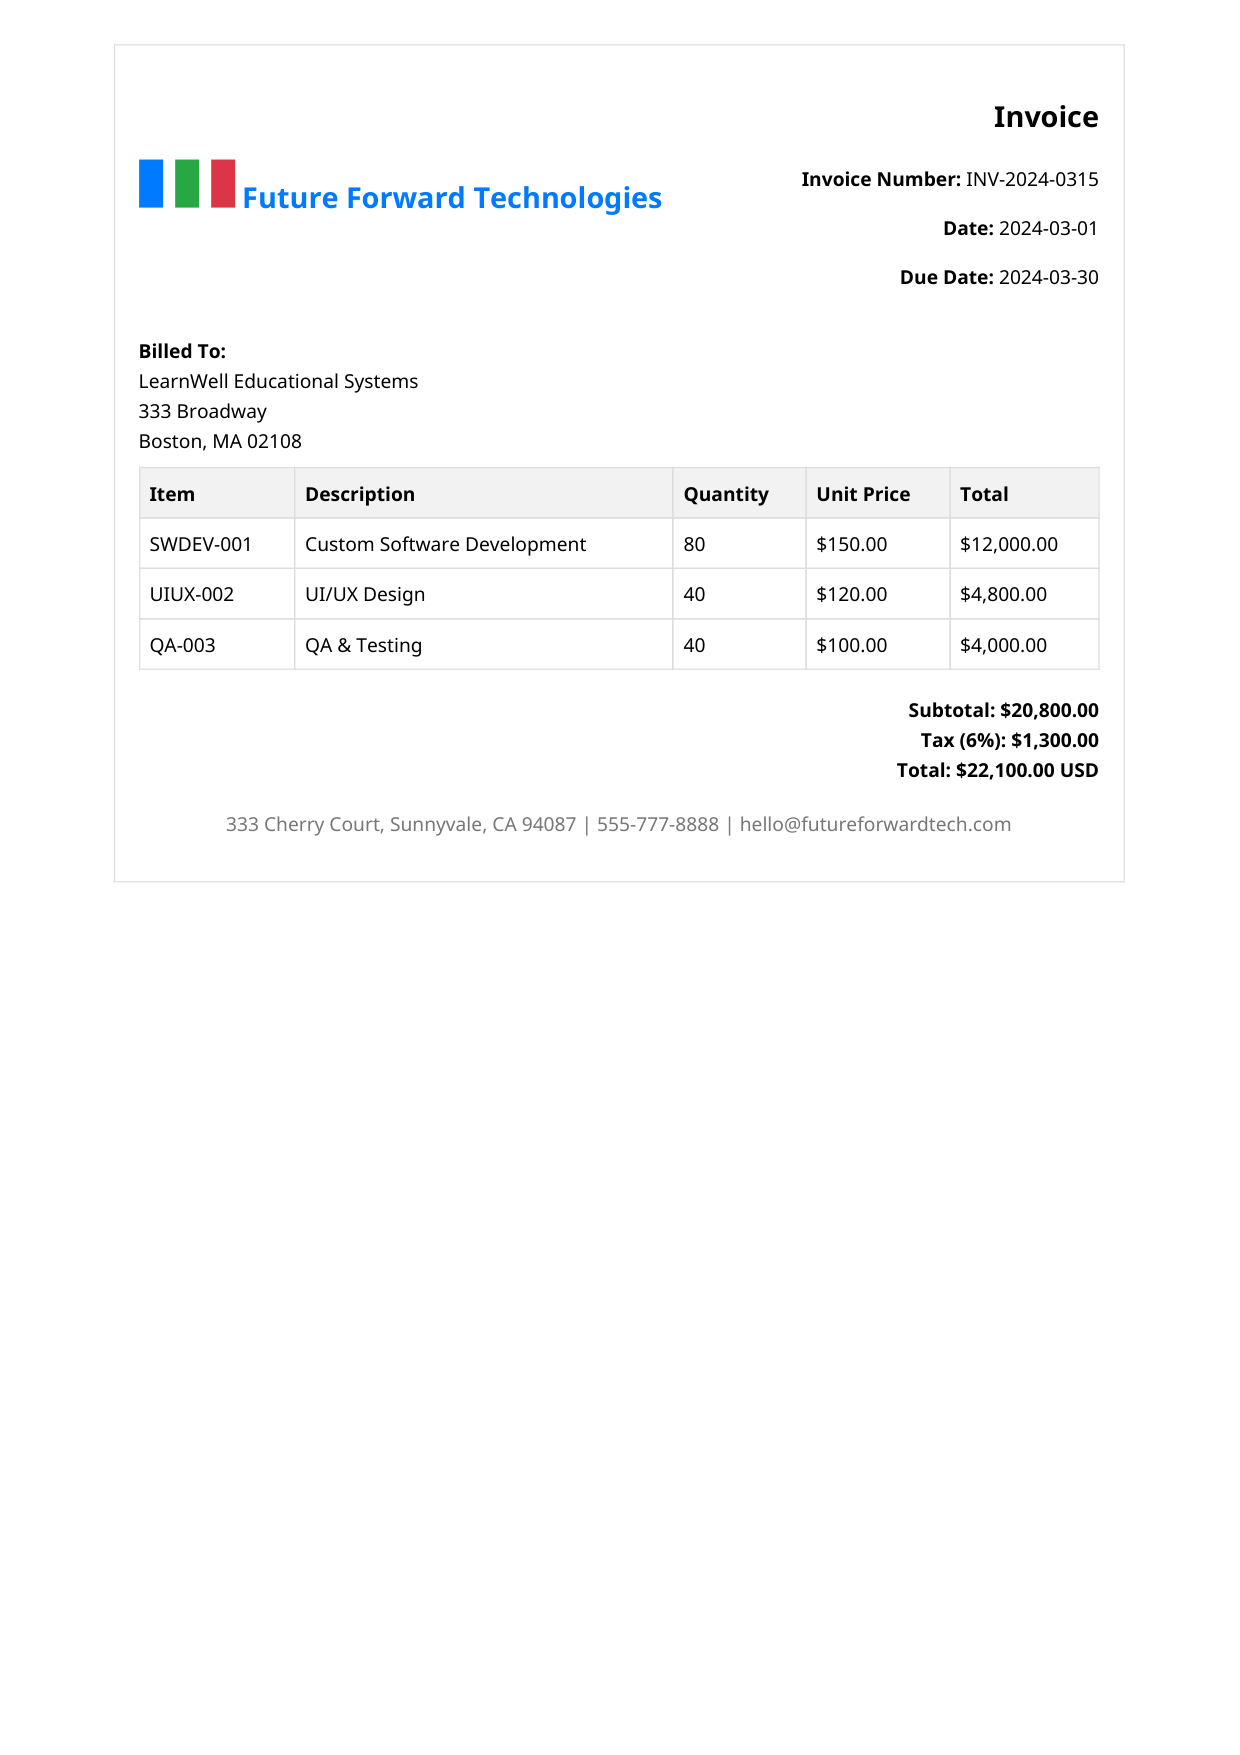 Invoice
Future Forward Technologies
Invoice Number: INV-2024-0315
Date: 2024-03-01
Due Date: 2024-03-30
Billed To:
LearnWell Educational Systems
333 Broadway
Boston, MA 02108
Item Description Quantity Unit Price Total
SWDEV-001 Custom Software Development 80 $150.00 $12,000.00
UIUX-002 UI/UX Design 40 $120.00 $4,800.00
QA-003 QA & Testing 40 $100.00 $4,000.00
Subtotal: $20,800.00
Tax (6%): $1,300.00
Total: $22,100.00 USD
333 Cherry Court, Sunnyvale, CA 94087 | 555-777-8888 | hello@futureforwardtech.com